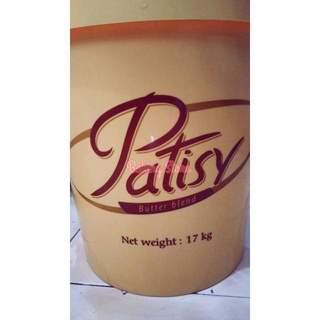 Patisy
Butter blend
Net weight : 17 kg